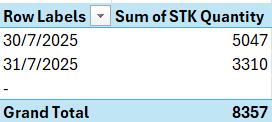 Row Labels Sum of STK Quantity
30/7/2025 5047
31/7/2025 3310
-
Grand Total 8357